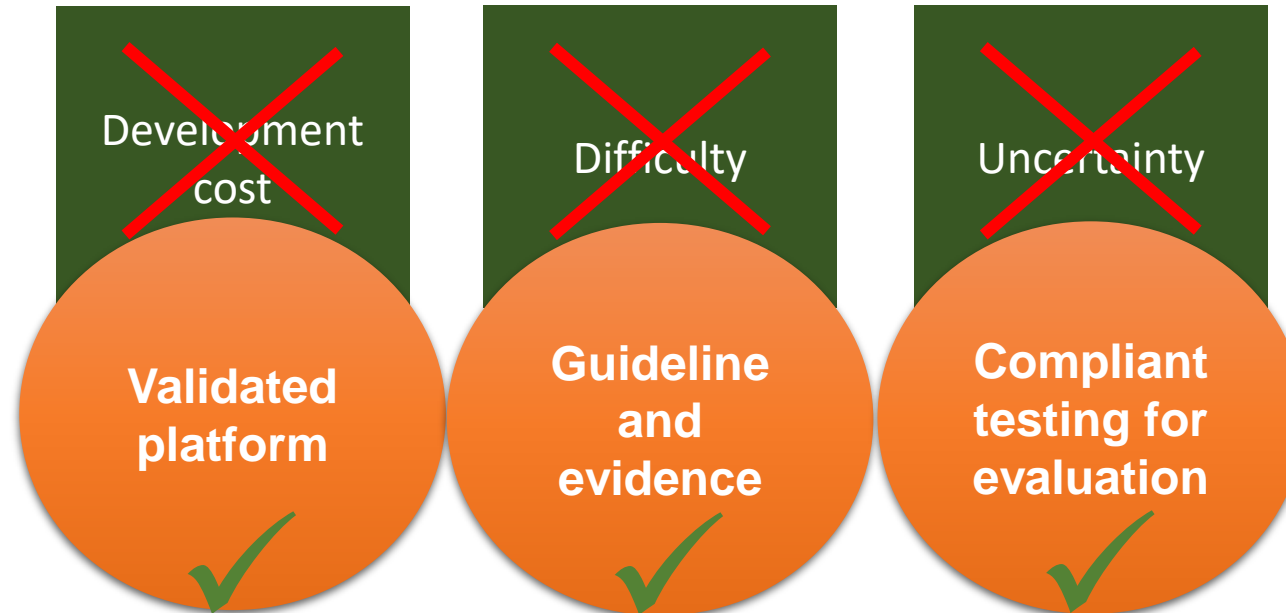 Development
cost
Difficulty
Uncertainty
Validated
platform
Guideline
and
evidence
Compliant
testing for
evaluation